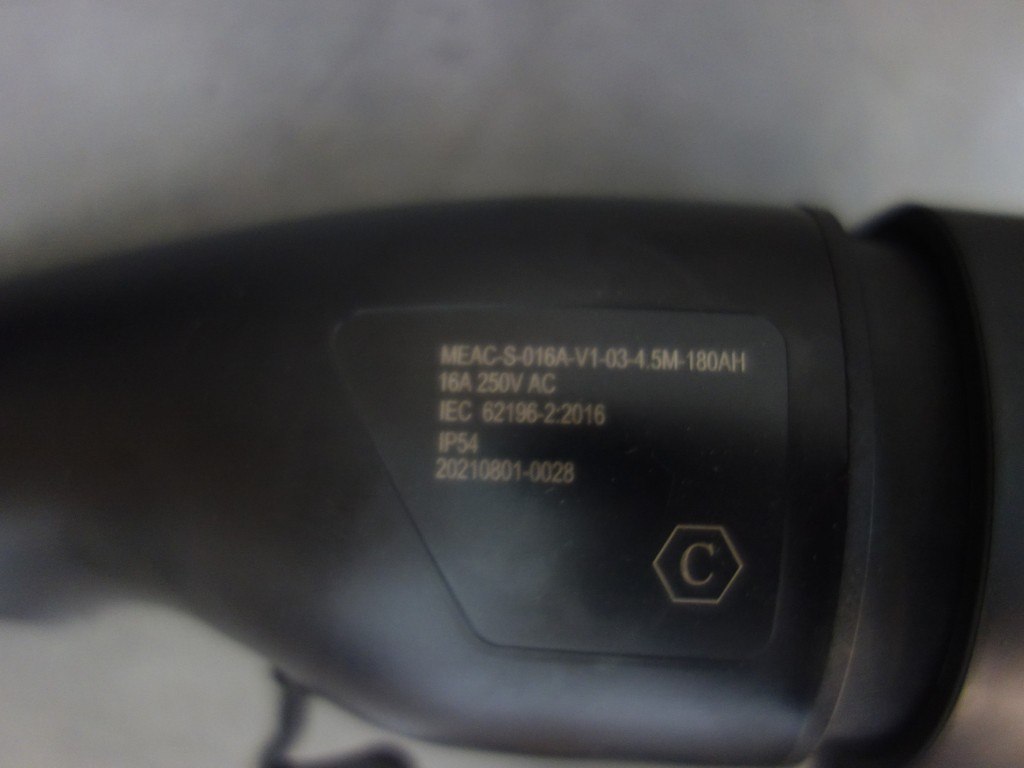 MEAC-S-016A-V1-03-4.5M-180AH
16A 250V AC
IEC 62196-2:2016
IP54
20210801-0028
C